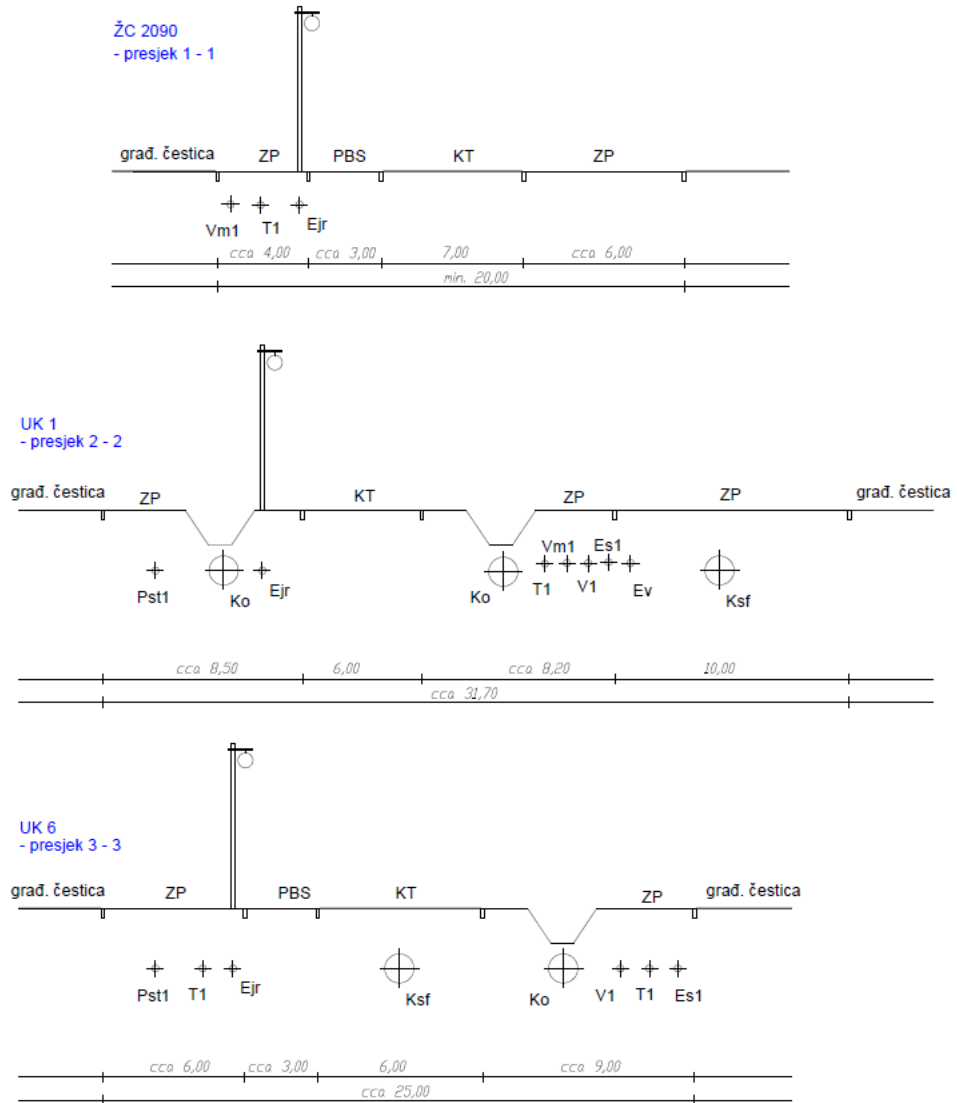 ŽC 2090
- presjek 1 - 1
građ. čestica ZP PBS KT ZP
Vm1 T1 Ejr
cca 4,00 cca 3,00 7,00 cca 6,00
min. 20,00
UK 1
- presjek 2 - 2
građ. čestica ZP KT ZP ZP građ. čestica
Vm1 Es1
Pst1 Ko Ejr Ko T1 V1 Ev Ksf
cca 8,50 6,00 cca 8,20 10,00
cca 31,70
UK 6
- presjek 3 - 3
građ. čestica ZP PBS KT ZP građ. čestica
Pst1 T1 Ejr Ksf Ko V1 T1 Es1
cca 6,00 cca 3,00 6,00 cca 9,00
cca 25,00